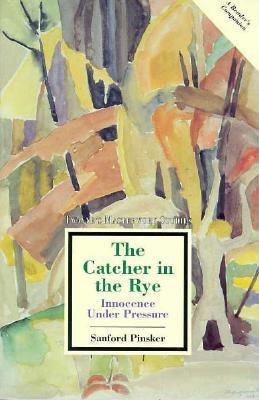 A Reader's
Companion
TWAYNE'S MASTERWORK STUDIES
The
Catcher in
the Rye
Innocence
Under Pressure
Sanford Pinsker